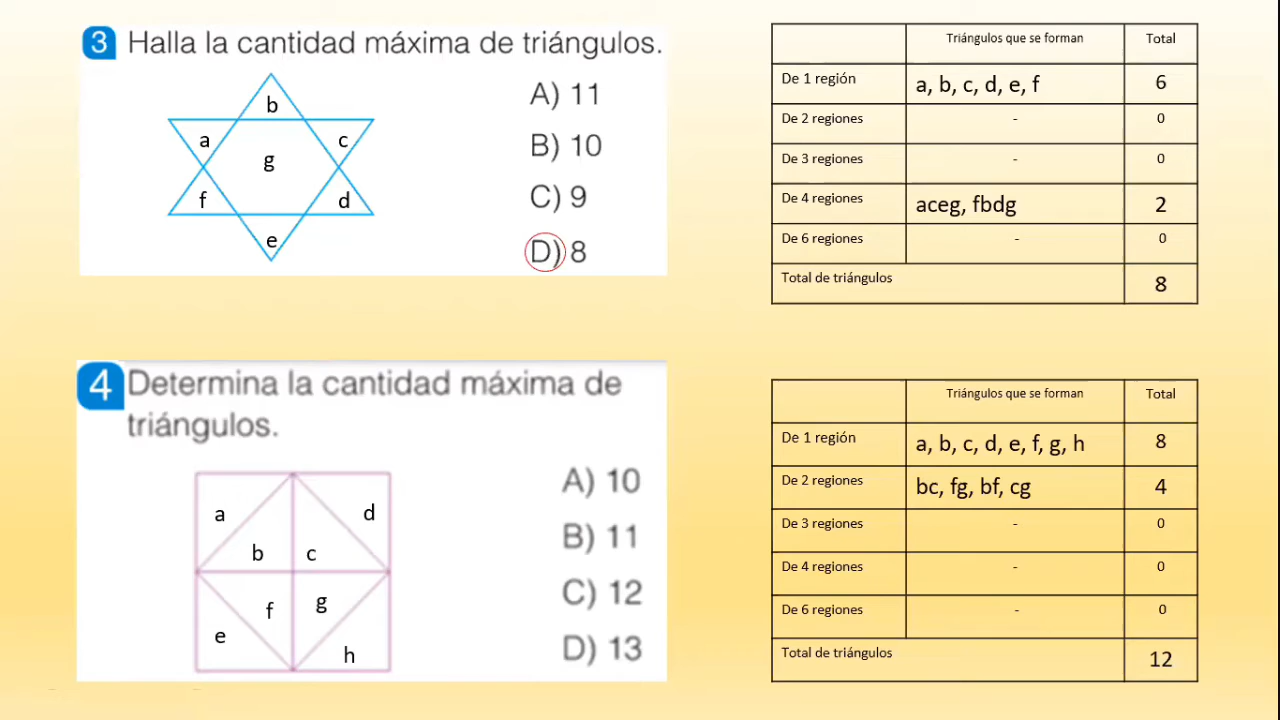 3 Halla la cantidad máxima de triángulos.
b
a
c
g
f
d
e
A) 11
B) 10
C) 9
D) 8
Triángulos que se forman Total
De 1 región a, b, c, d, e, f 6
De 2 regiones - 0
De 3 regiones - 0
De 4 regiones aceg, fbdg 2
De 6 regiones - 0
Total de triángulos 8
4 Determina la cantidad máxima de
triángulos.
a
d
b
c
f
g
e
h
A) 10
B) 11
C) 12
D) 13
Triángulos que se forman Total
De 1 región a, b, c, d, e, f, g, h 8
De 2 regiones bc, fg, bf, cg 4
De 3 regiones - 0
De 4 regiones - 0
De 6 regiones - 0
Total de triángulos 12